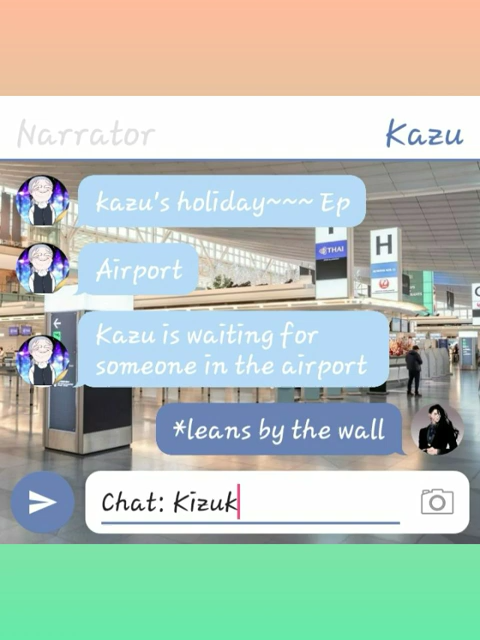 Narrator
Kazu
kazu's holiday~~~ Ep
THAI
H
Airport
Kazu is waiting for
someone in the airport
*leans by the wall
Chat: Kizuk